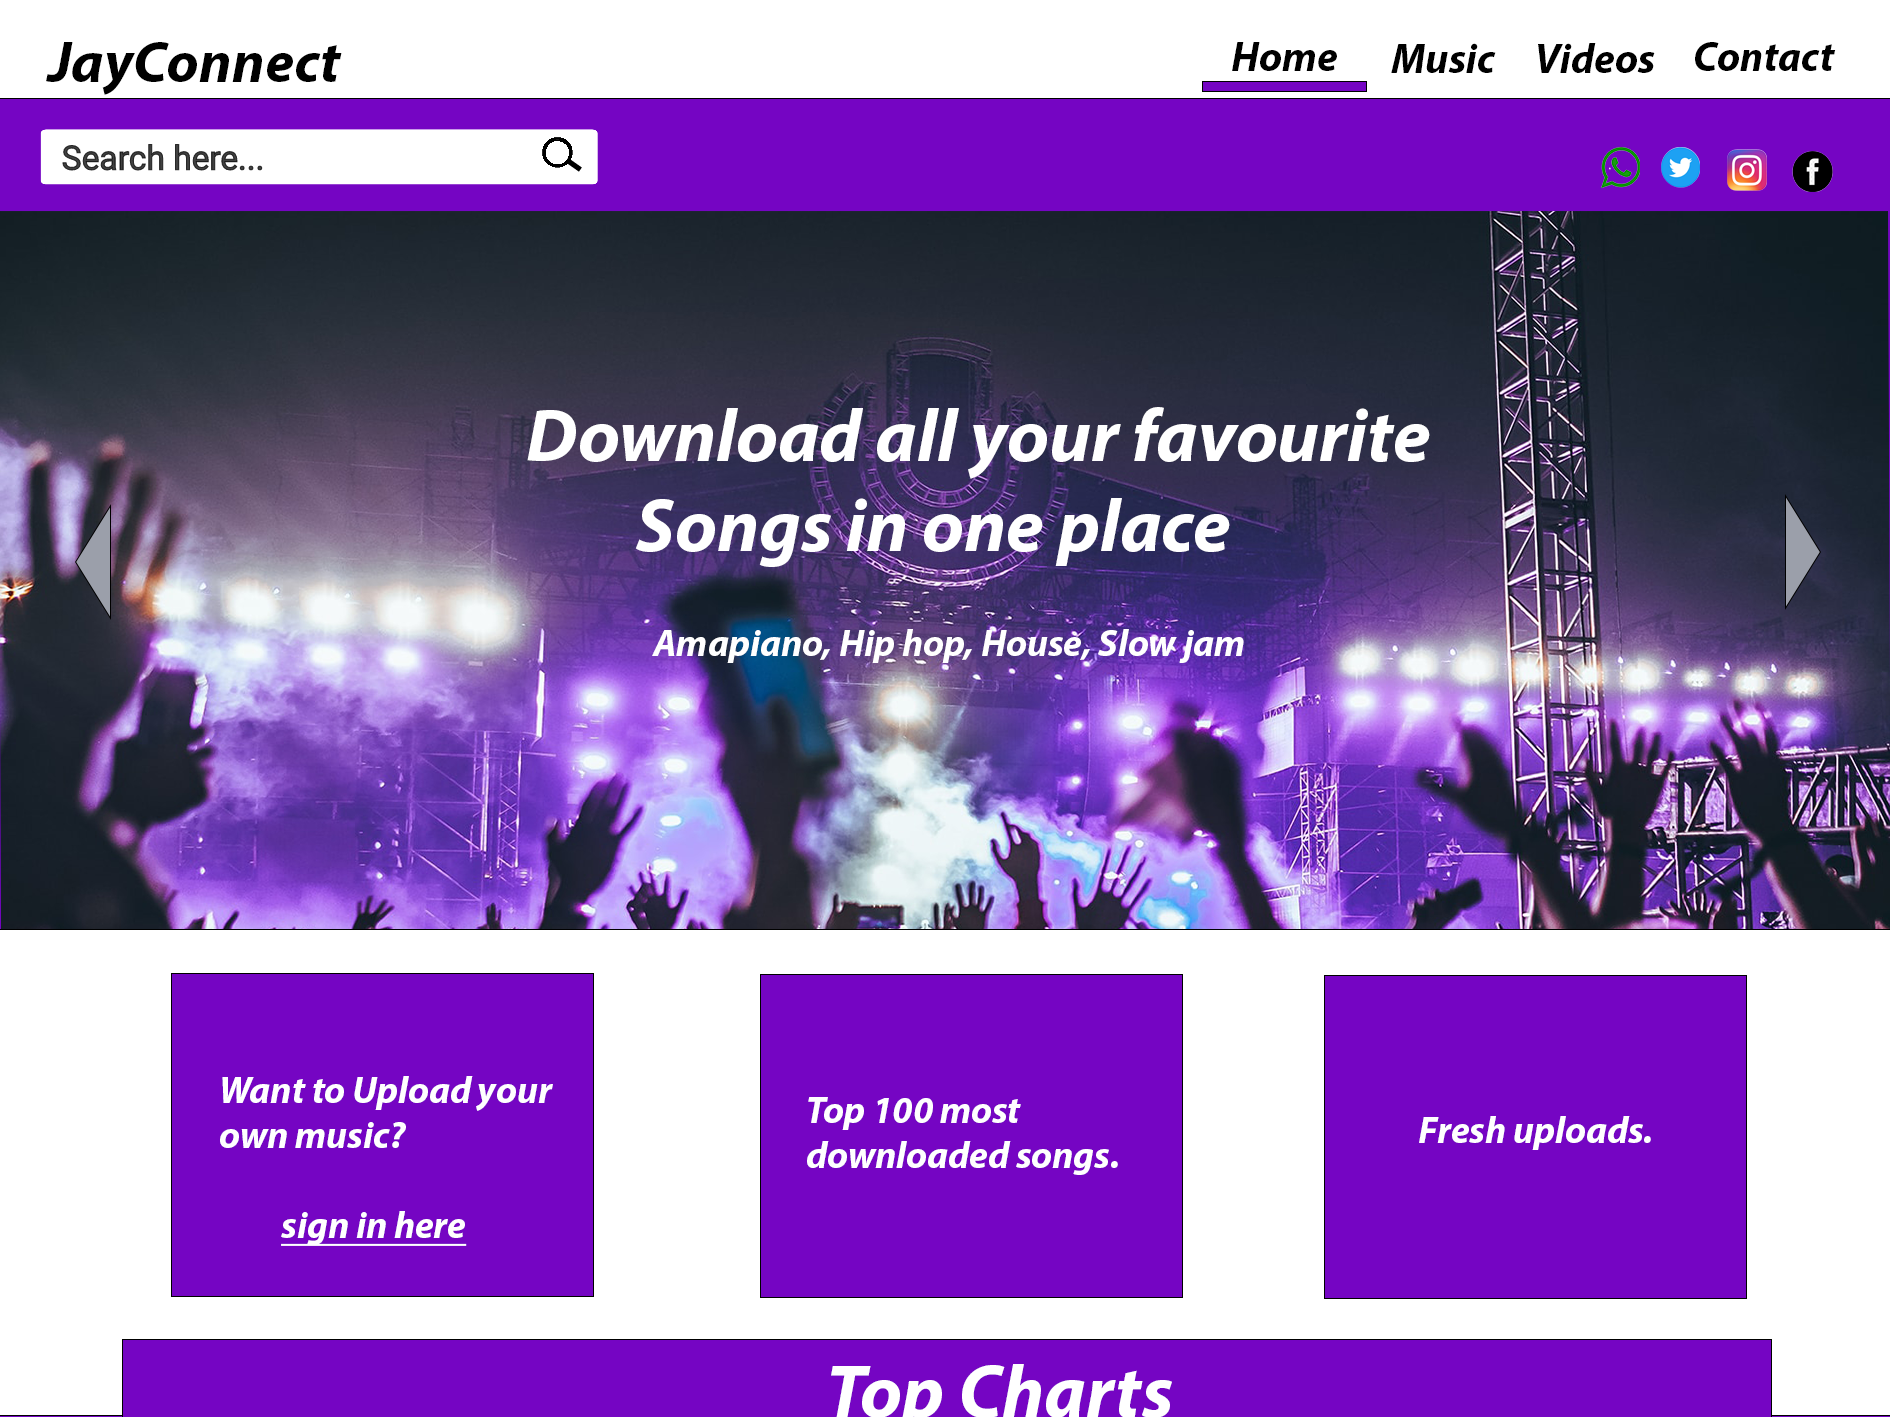 JayConnect
Home Music Videos Contact
Search here...
Download all your favourite
Songs in one place
Amapiano, Hip hop, House, Slow jam
Want to Upload your
own music?
sign in here
Top 100 most
downloaded songs.
Fresh uploads.
Top Charts